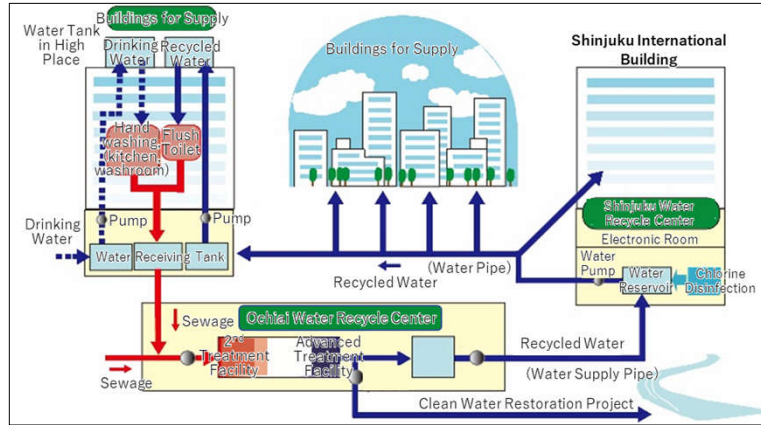 Buildings for Supply
Water Tank
in High
Place
Drinking
Water
Recycled
Water
Hand
washing
(kitchen,
washroom)
Flush
Toilet
Pump
Pump
Drinking
Water
Water
Receiving
Tank
Buildings for Supply
Shinjuku International
Building
Shinjuku Water
Recycle Center
Electronic Room
Water
Pump
Water
Reservoir
Chlorine
Disinfection
(Water Pipe)
Recycled Water
Sewage
Ochiai Water Recycle Center
2nd
Treatment
Facility
Advanced
Treatment
Facility
Sewage
Recycled Water
(Water Supply Pipe)
Clean Water Restoration Project